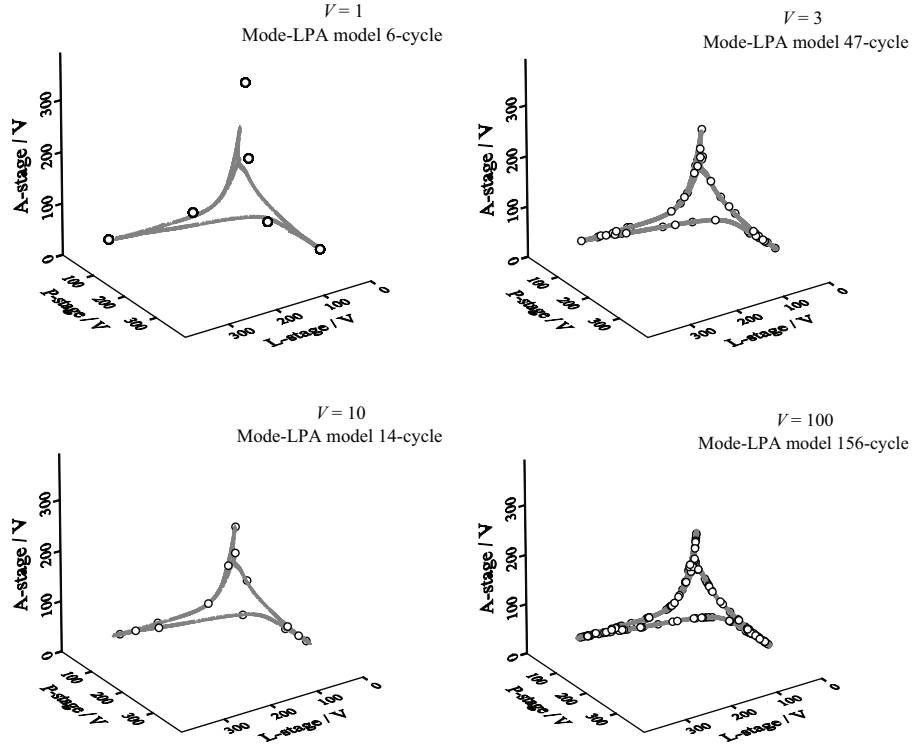 V = 1
Mode-LPA model 6-cycle
A-stage / V
300
200
100
0
100
200
300
P-stage / V
300
200
100
0
L-stage / V
V = 3
Mode-LPA model 47-cycle
A-stage / V
300
200
100
0
100
200
300
P-stage / V
300
200
100
0
L-stage / V
V = 10
Mode-LPA model 14-cycle
A-stage / V
300
200
100
0
100
200
300
P-stage / V
300
200
100
0
L-stage / V
V = 100
Mode-LPA model 156-cycle
A-stage / V
300
200
100
0
100
200
300
P-stage / V
300
200
100
0
L-stage / V